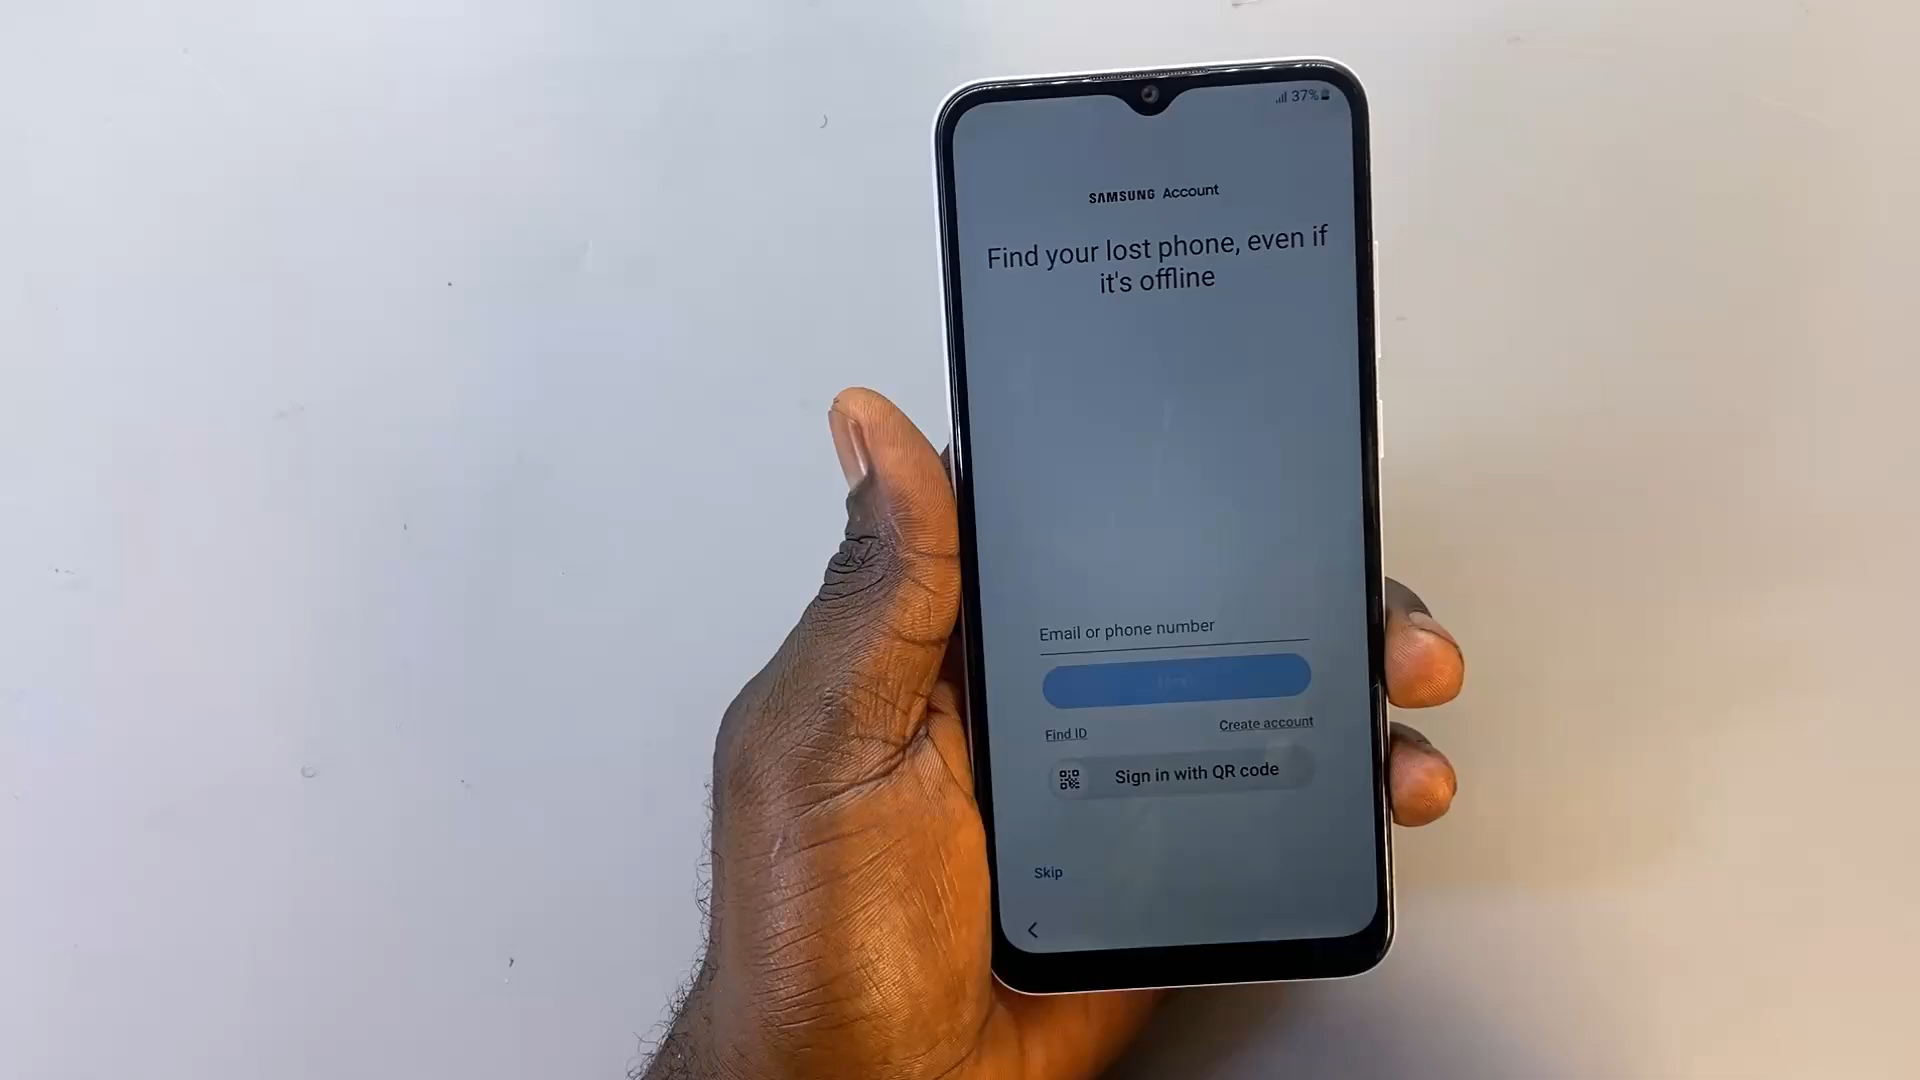 37%
SAMSUNG Account
Find your lost phone, even if
it's offline
Email or phone number
Find ID
Create account
Sign in with QR code
Skip